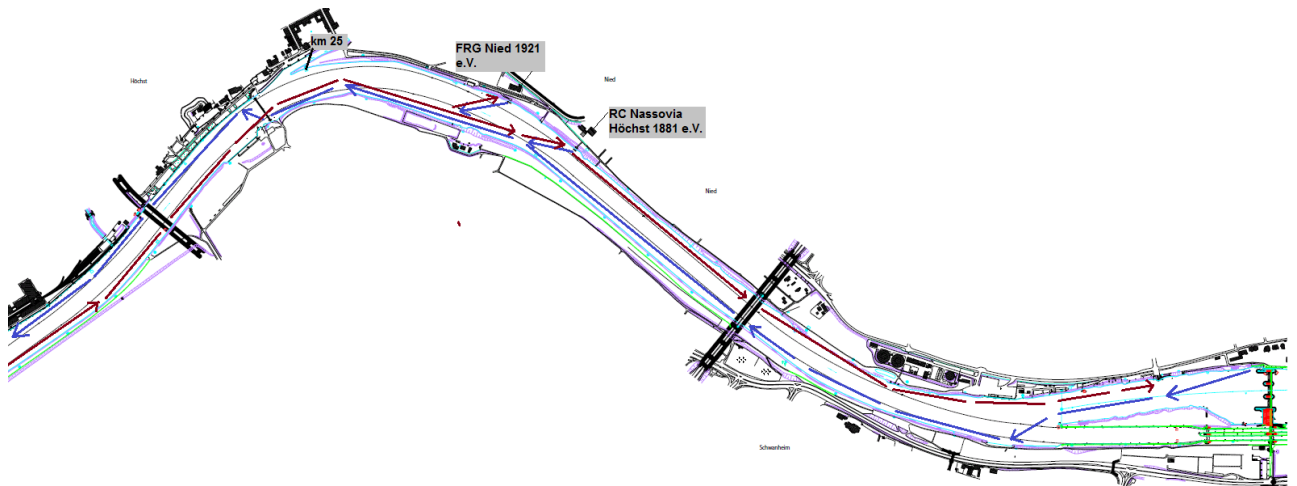 km 25
FRG Nied 1921
e.V.
Höchst
Nied
RC Nassovia
Höchst 1881 e.V.
Nied
Schwanheim